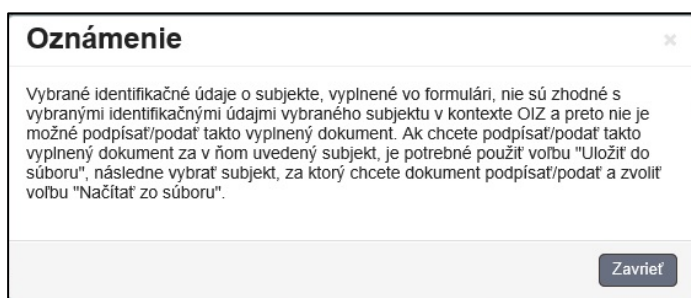 Oznámenie
×
Vybrané identifikačné údaje o subjekte, vyplnené vo formulári, nie sú zhodné s
vybranými identifikačnými údajmi vybraného subjektu v kontexte OIZ a preto nie je
možné podpísať/podať takto vyplnený dokument. Ak chcete podpísať/podať takto
vyplnený dokument za v ňom uvedený subjekt, je potrebné použiť voľbu "Uložiť do
súboru", následne vybrať subjekt, za ktorý chcete dokument podpísať/podať a zvoliť
voľbu "Načítať zo súboru".
Zavrieť